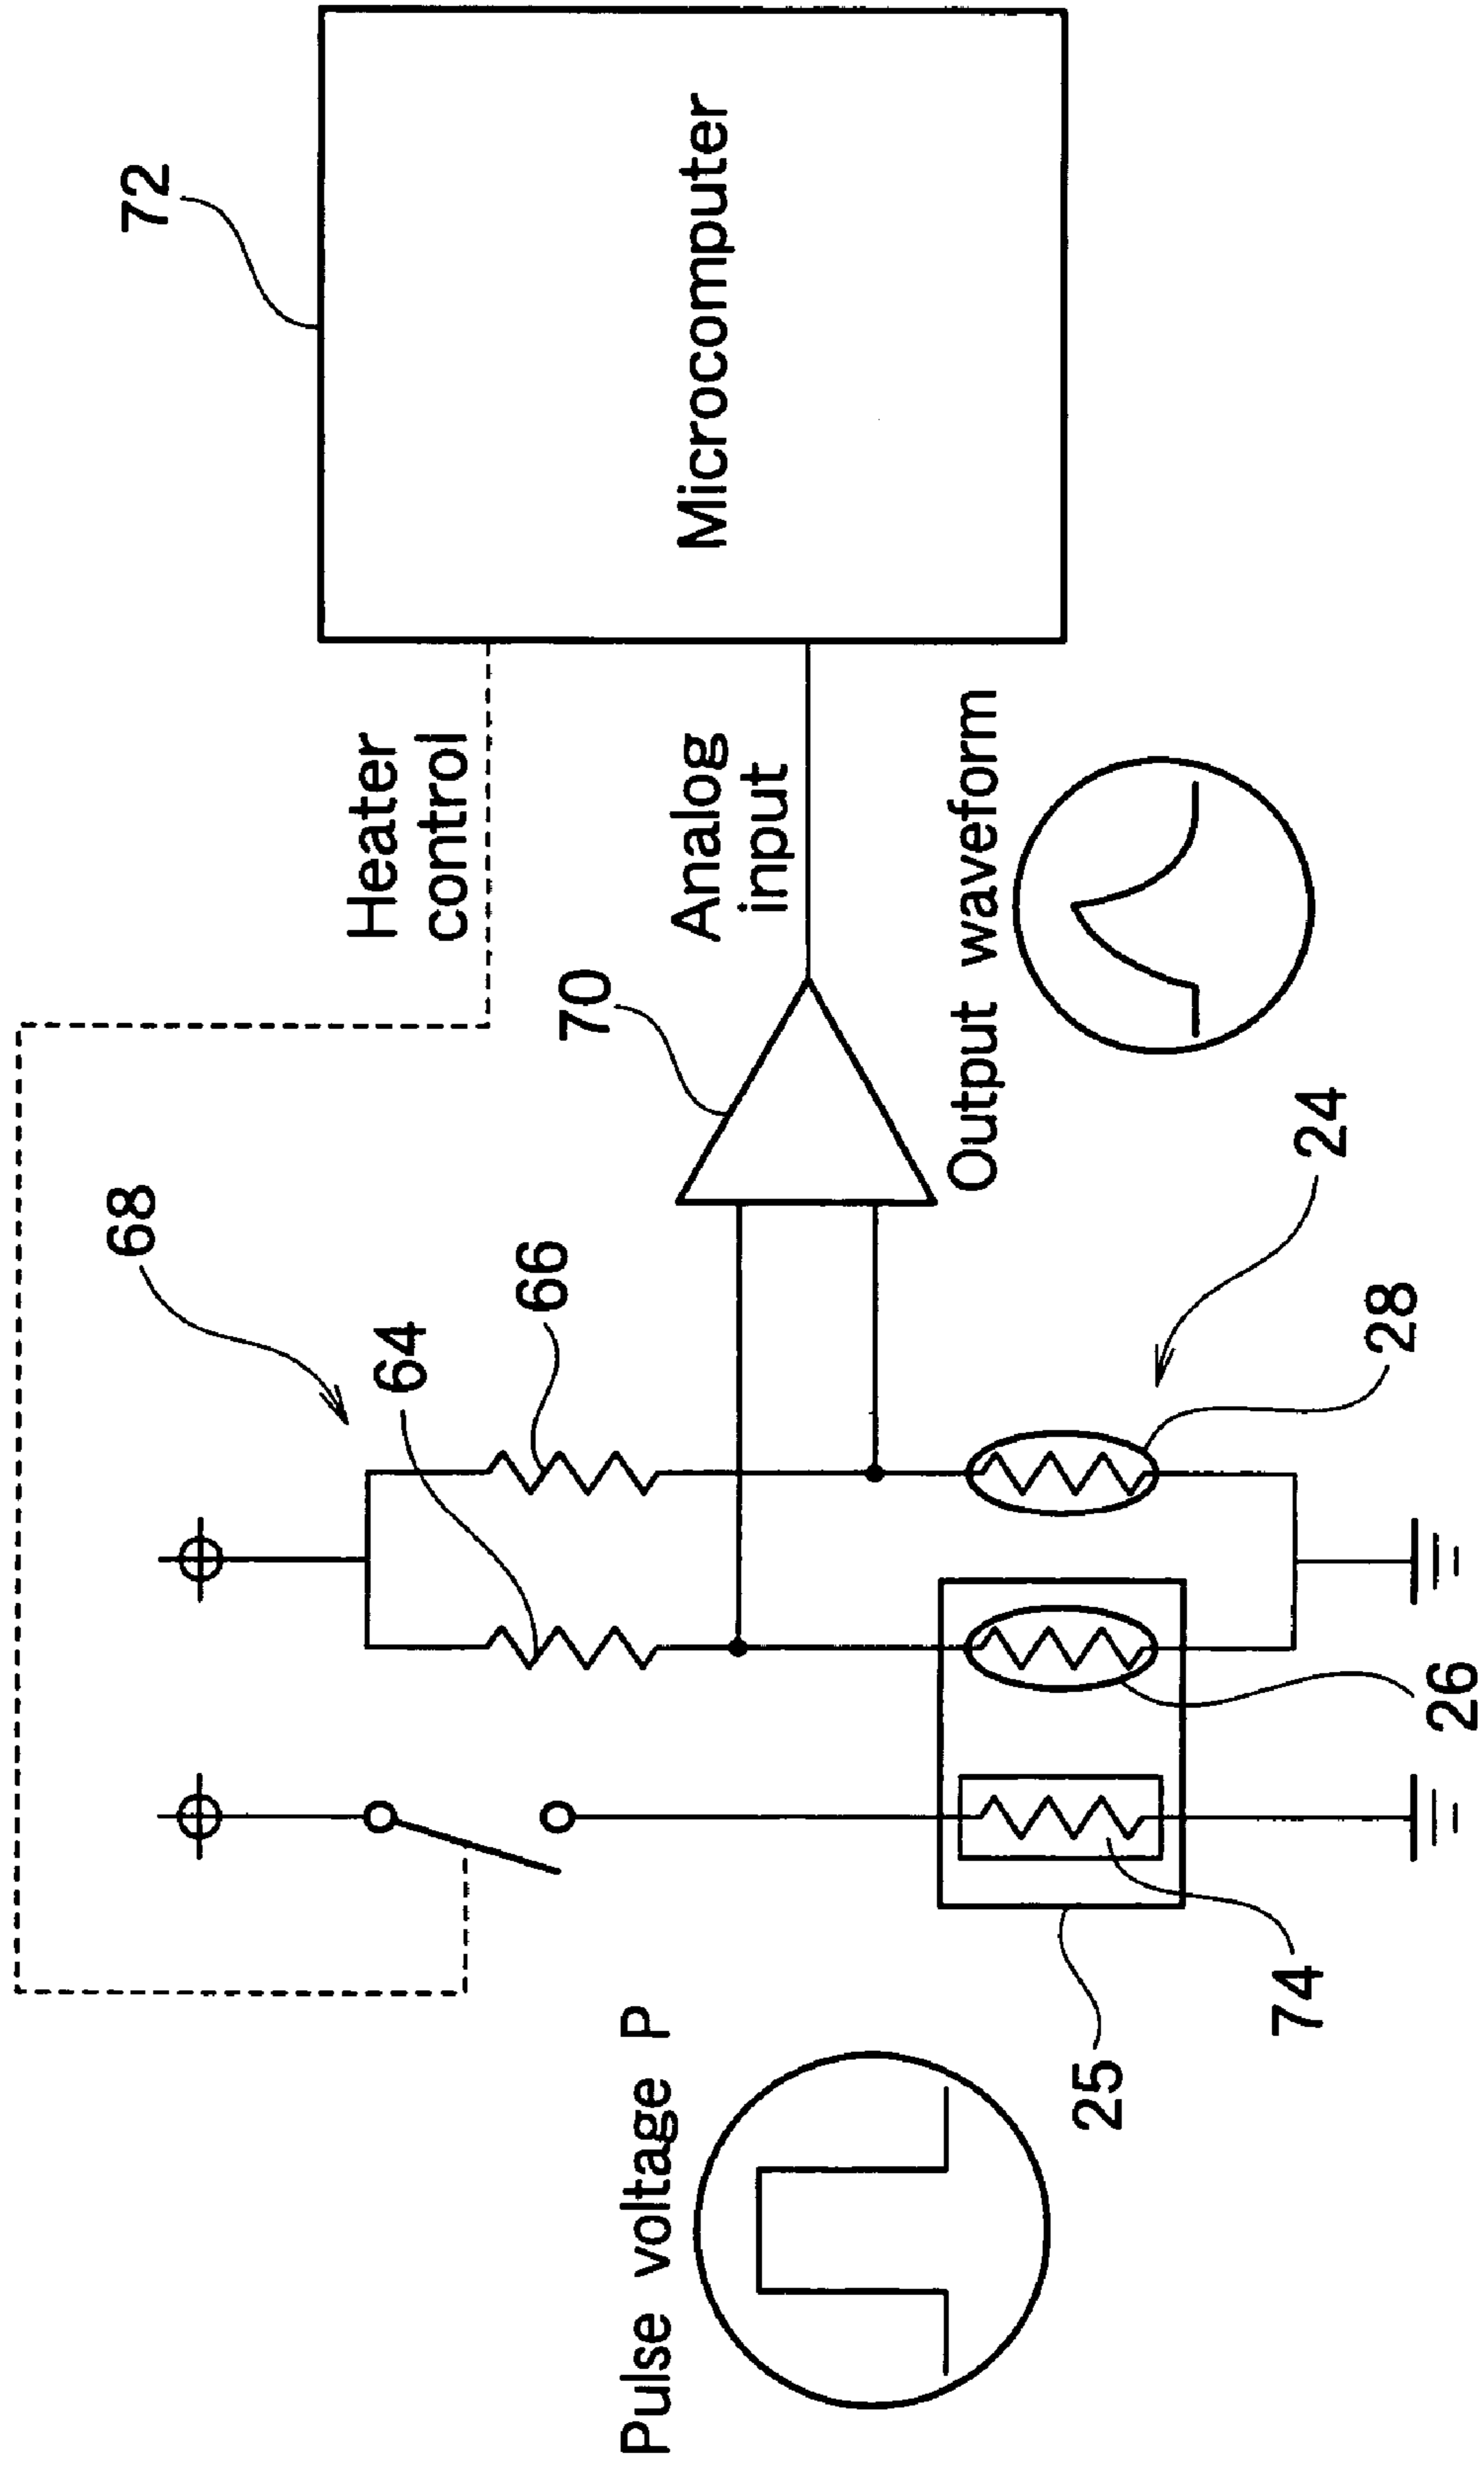 72
Microcomputer
Heater
control
Analog
input
70
Output waveform
68
66
64
24
28
26
Pulse voltage P
25
74